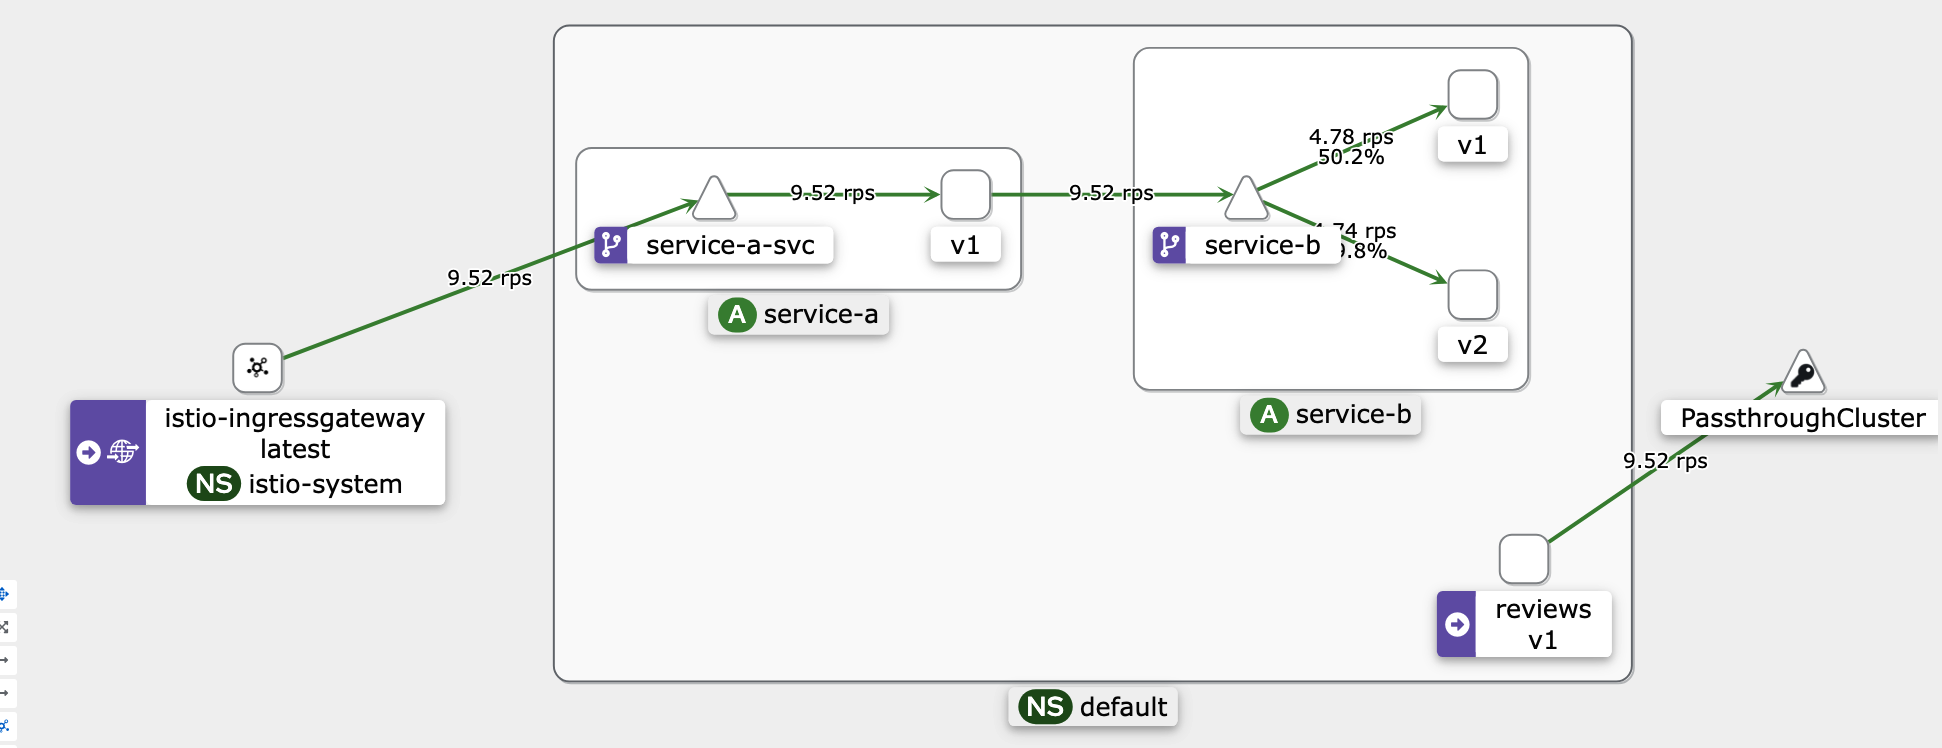 4.78 rps
50.2%
v1
9.52 rps
9.52 rps
service-a-svc
v1
service-b
74 rps
.8%
9.52 rps
A service-a
v2
istio-ingressgateway
latest
NS istio-system
A service-b
PassthroughCluster
9.52 rps
reviews
v1
NS default